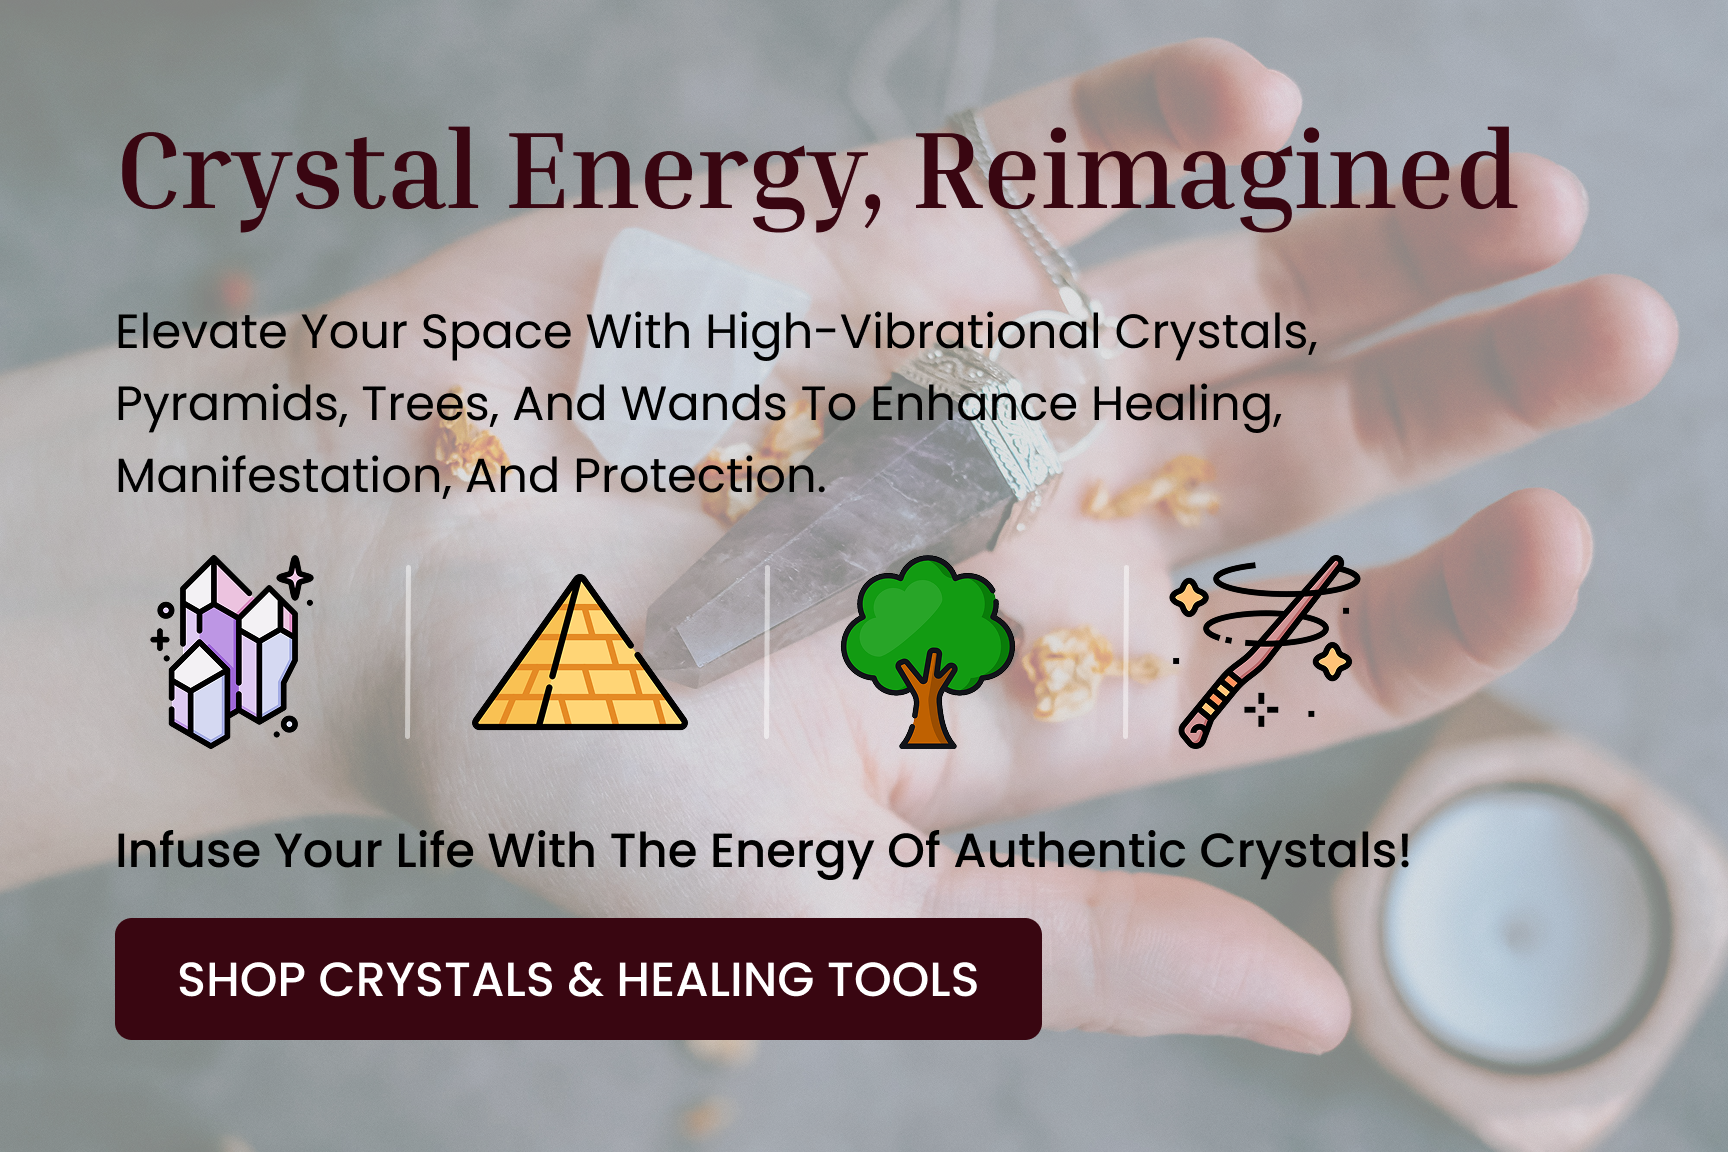 Crystal Energy, Reimagined
Elevate Your Space With High-Vibrational Crystals,
Pyramids, Trees, And Wands To Enhance Healing,
Manifestation, And Protection.
Infuse Your Life With The Energy Of Authentic Crystals!
SHOP CRYSTALS & HEALING TOOLS